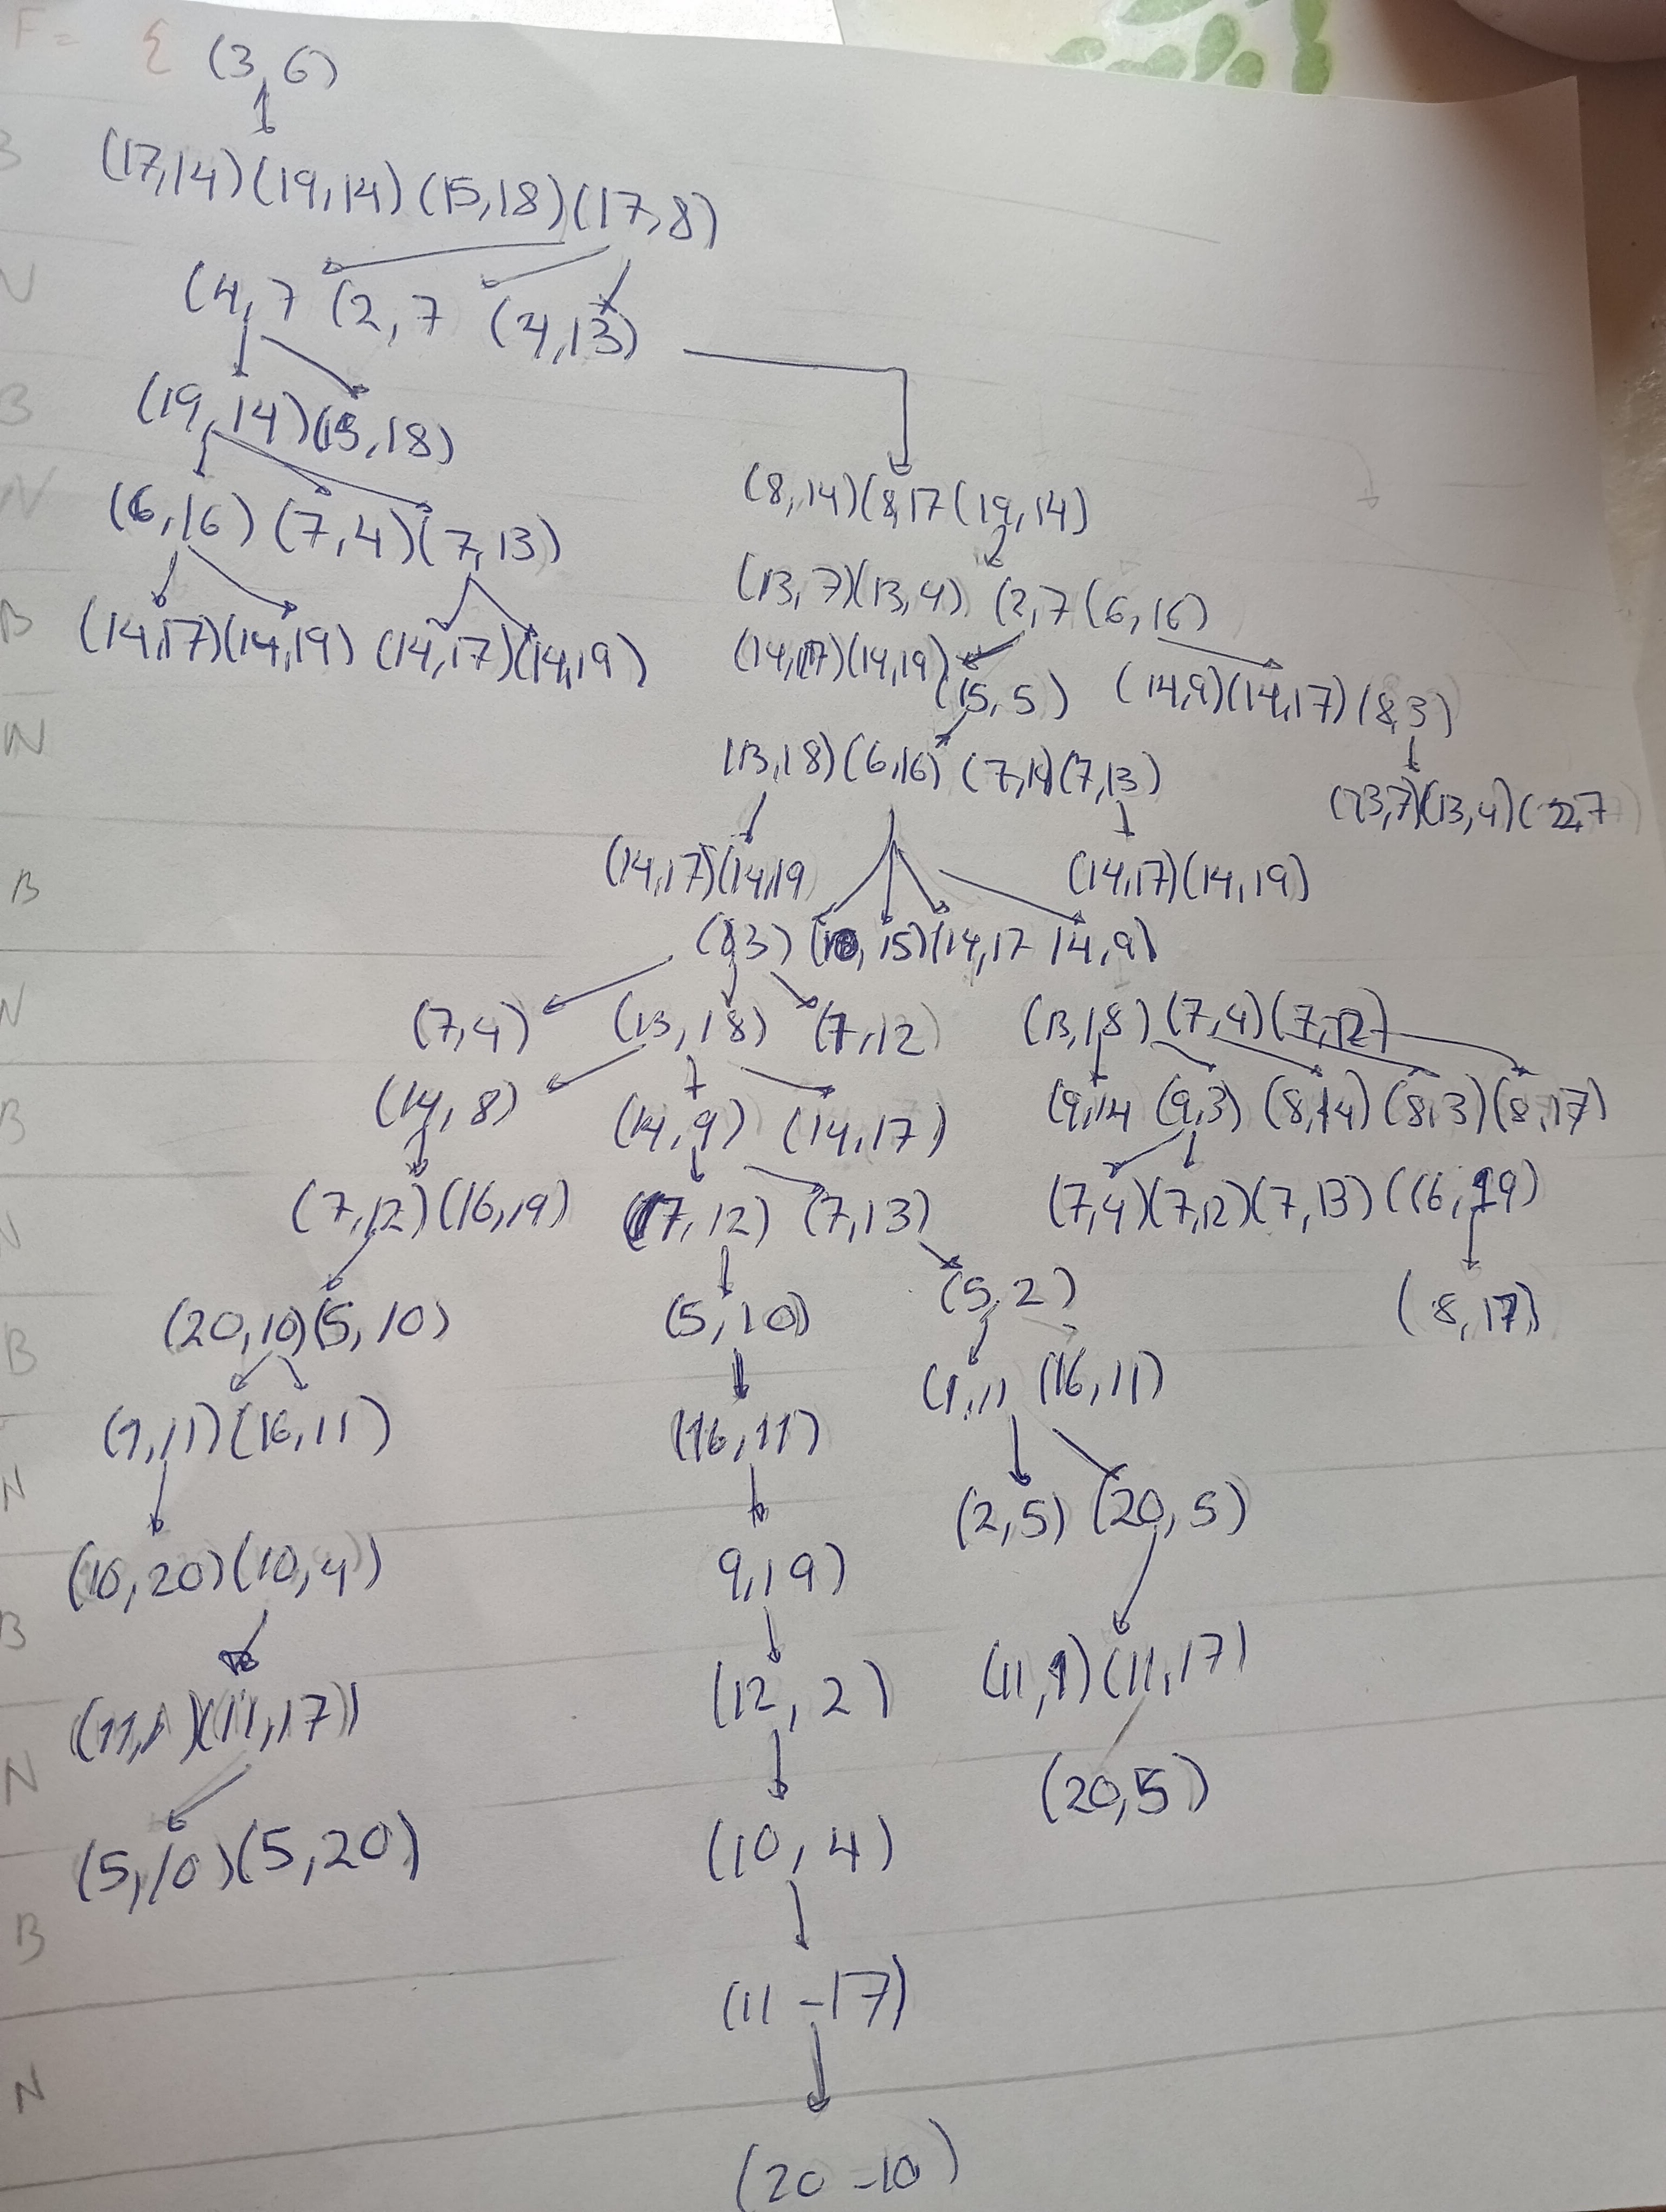 F = { (3,6)
B
(17,14)(19,14)(15,18)(17,8)
N (4,7 (2,7 (4,13)
B (19,14)(15,18)
N (6,16)(7,4)(7,13) (8,14)(8,17(19,14)
(13,7)(13,4) (2,7(6,16)
B (14,17)(14,19) (14,17)(14,19) (14,17)(14,19)
(15,5) (14,9)(14,17)(8,3)
N (13,18)(6,16) (7,13)
(13,7)(13,4)( 7
B (14,17)(14,19 (14,17)(14,19)
(8,3) 15)(14,17 14,9)
N (7,4) (13,18) (7,12) (13,18)(7,4)(7,12)
B (14,8) (14,9) (14,17) (9,14 (9,3) (8,14)(8,3)(8,17)
N (7,12)(16,19) (7,12) (7,13) (7,4)(7,12)(7,13)(16,19)
(5,2)
B (20,10)(5,10) (5,10) (8,17)
(1,11)(16,11) (16,11) (1,11 (16,11)
N (2,5) (20,5)
(10,20)(10,4) 9,19)
B (11,1)(11,17) (12,2) (11,1)(11,17)
N (20,5)
(5,10)(5,20) (10,4)
B
(11-17)
N
(20-10)